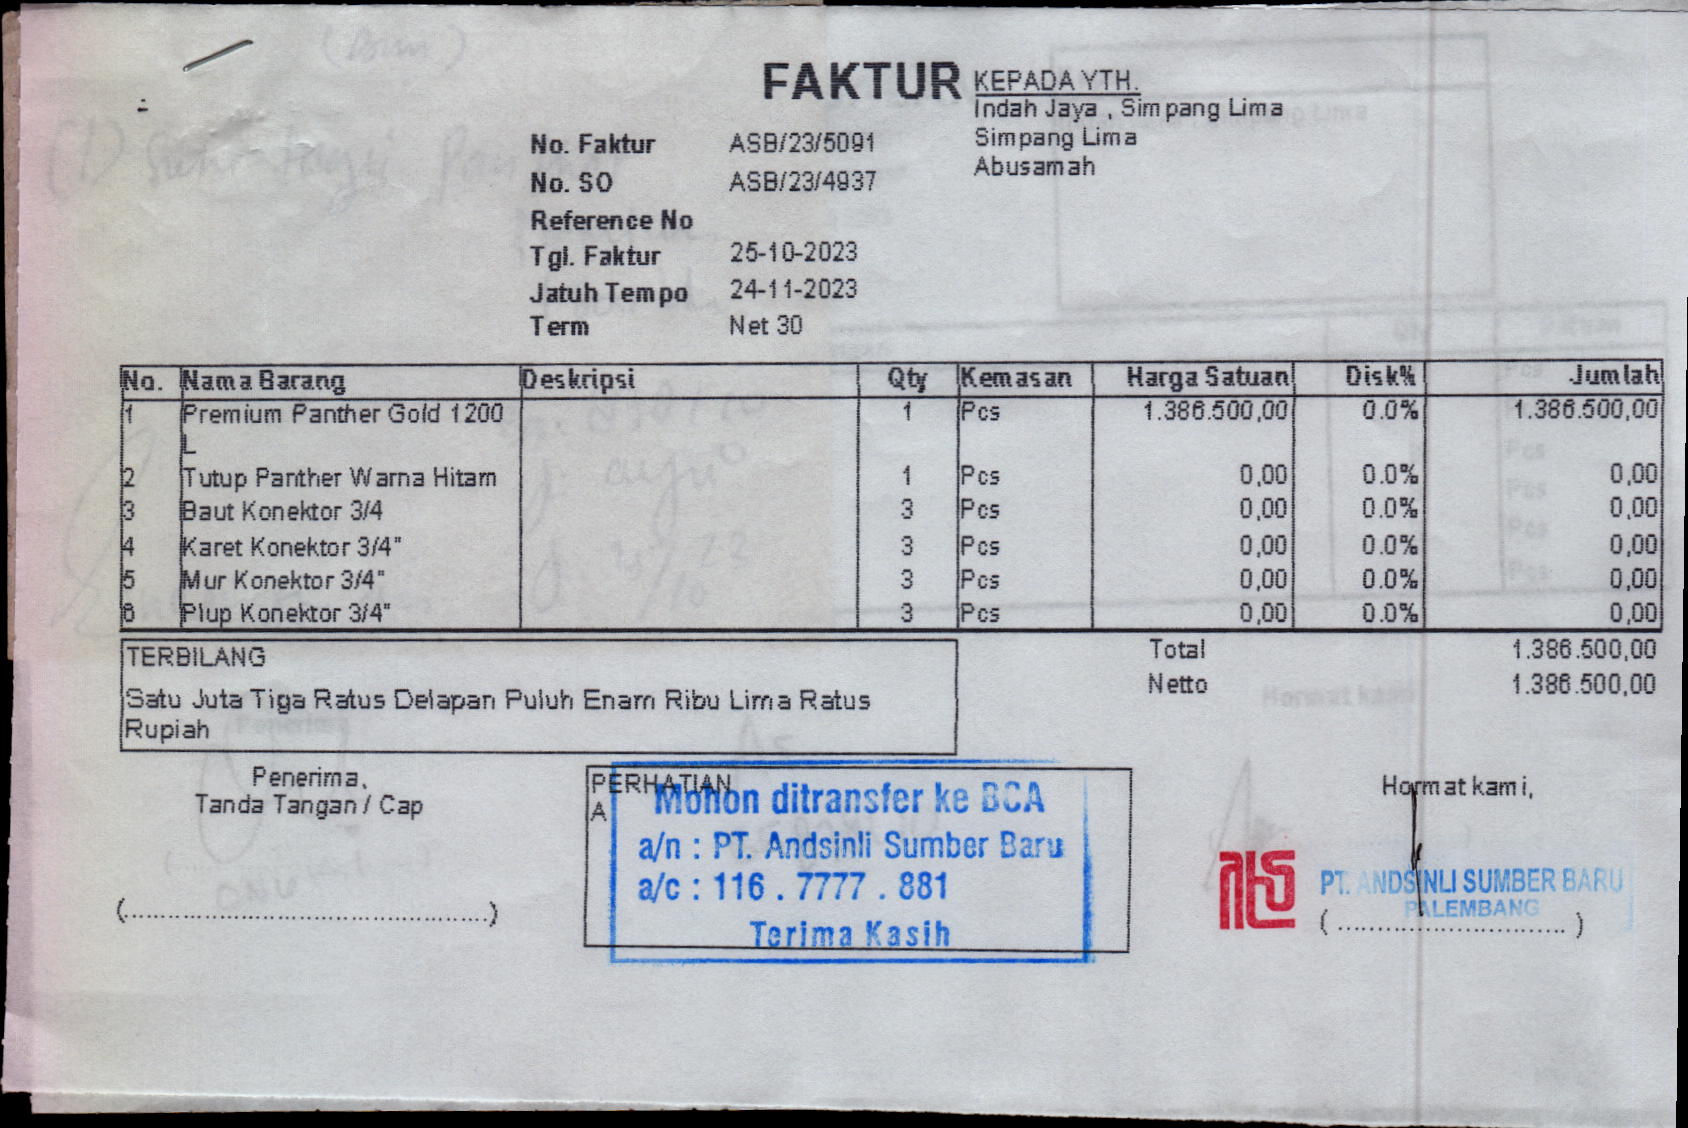 FAKTUR
KEPADA YTH.
Indah Jaya , Simpang Lima
Simpang Lima
Abusamah
No. Faktur ASB/23/5091
No. SO ASB/23/4937
Reference No
Tgl. Faktur 25-10-2023
Jatuh Tempo 24-11-2023
Term Net 30
No. Nama Barang Deskripsi Qty Kemasan Harga Satuan Disk% Jumlah
1 Premium Panther Gold 1200 1 Pcs 1.386.500,00 0.0% 1.386.500,00
L
2 Tutup Panther Warna Hitam 1 Pcs 0,00 0.0% 0,00
3 Baut Konektor 3/4 3 Pcs 0,00 0.0% 0,00
4 Karet Konektor 3/4" 3 Pcs 0,00 0.0% 0,00
5 Mur Konektor 3/4" 3 Pcs 0,00 0.0% 0,00
6 Plup Konektor 3/4" 3 Pcs 0,00 0.0% 0,00
Total 1.386.500,00
Netto 1.386.500,00
TERBILANG
Satu Juta Tiga Ratus Delapan Puluh Enam Ribu Lima Ratus
Rupiah
Penerima,
Tanda Tangan / Cap
(................................................)
PERHATIAN
A
Mohon ditransfer ke BCA
a/n : PT. Andsinli Sumber Baru
a/c : 116 . 7777 . 881
Terima Kasih
Hormat kami,
PT. ANDSINLI SUMBER BARU
PALEMBANG
( .............................. )